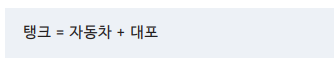 탱크 = 자동차 + 대포